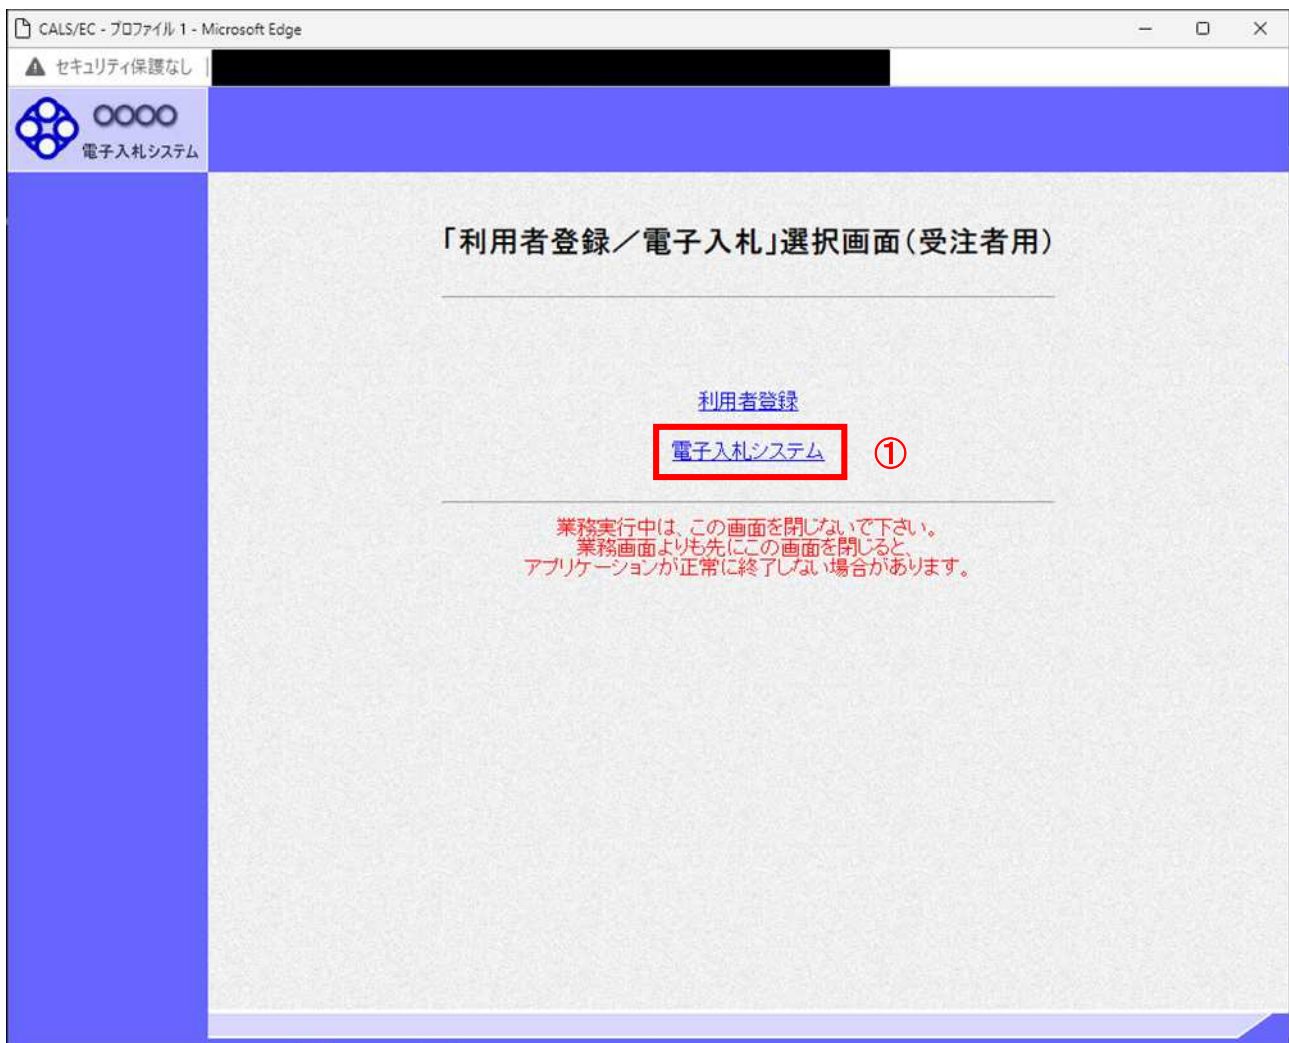 CALS/EC - プロファイル 1 - Microsoft Edge
セキュリティ保護なし
○○○○
電子入札システム
「利用者登録／電子入札」選択画面（受注者用）
利用者登録
電子入札システム
①
業務実行中は、この画面を閉じないで下さい。
業務画面よりも先にこの画面を閉じると、
アプリケーションが正常に終了しない場合があります。